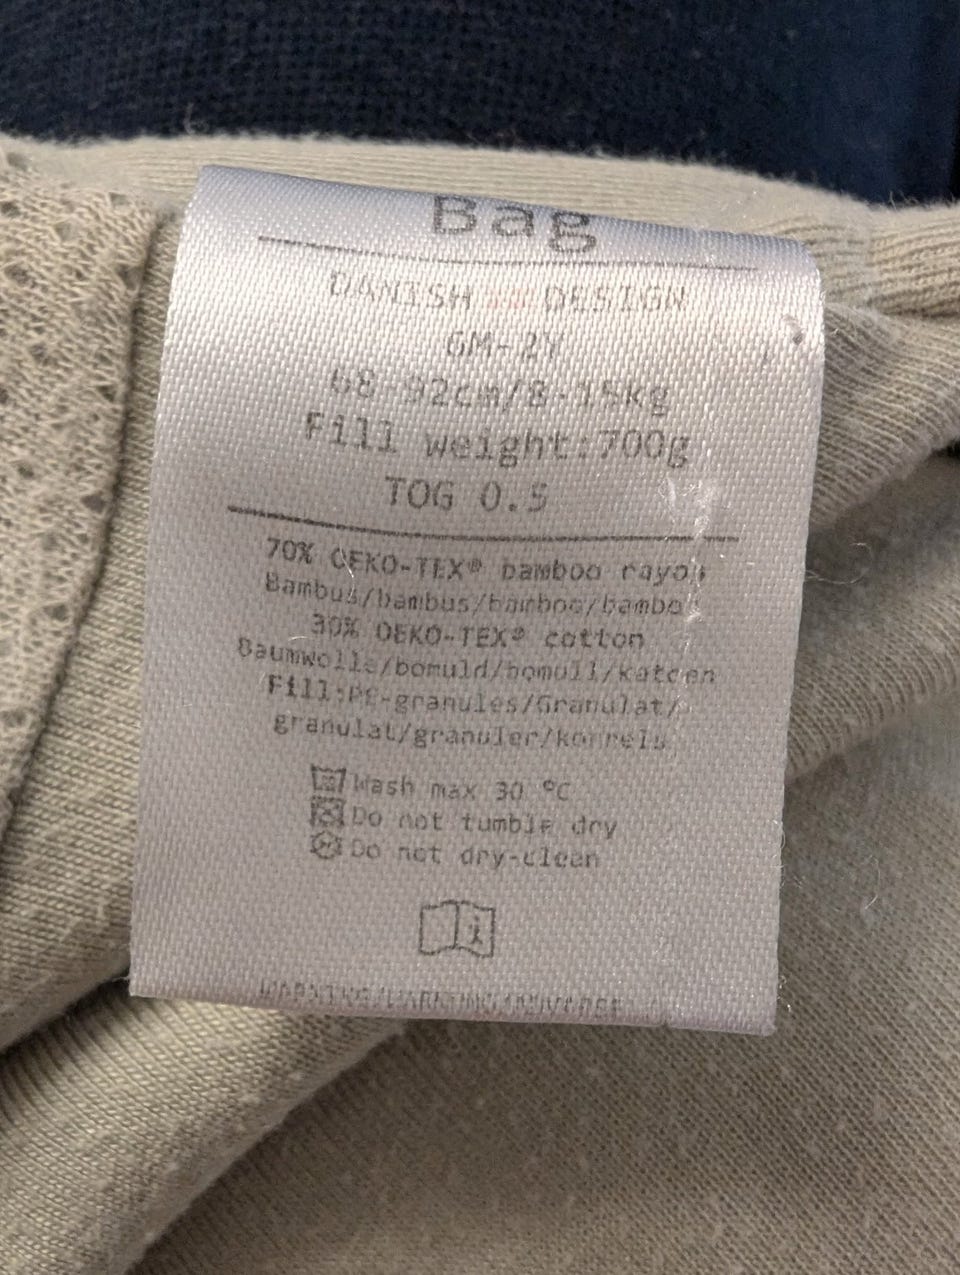 Bag
DANISH DESIGN
6M-2Y
68-92cm/8-15kg
Fill weight:700g
TOG 0.5
70% OEKO-TEX® bamboo rayon
Bambus/bambus/bamboo/bambo
30% OEKO-TEX® cotton
Baumwolle/bomuld/bomull/katoen
Fill:PE-granules/Granulat/
granulat/granuler/korrels
Wash max 30 °C
Do not tumble dry
Do not dry-clean
i